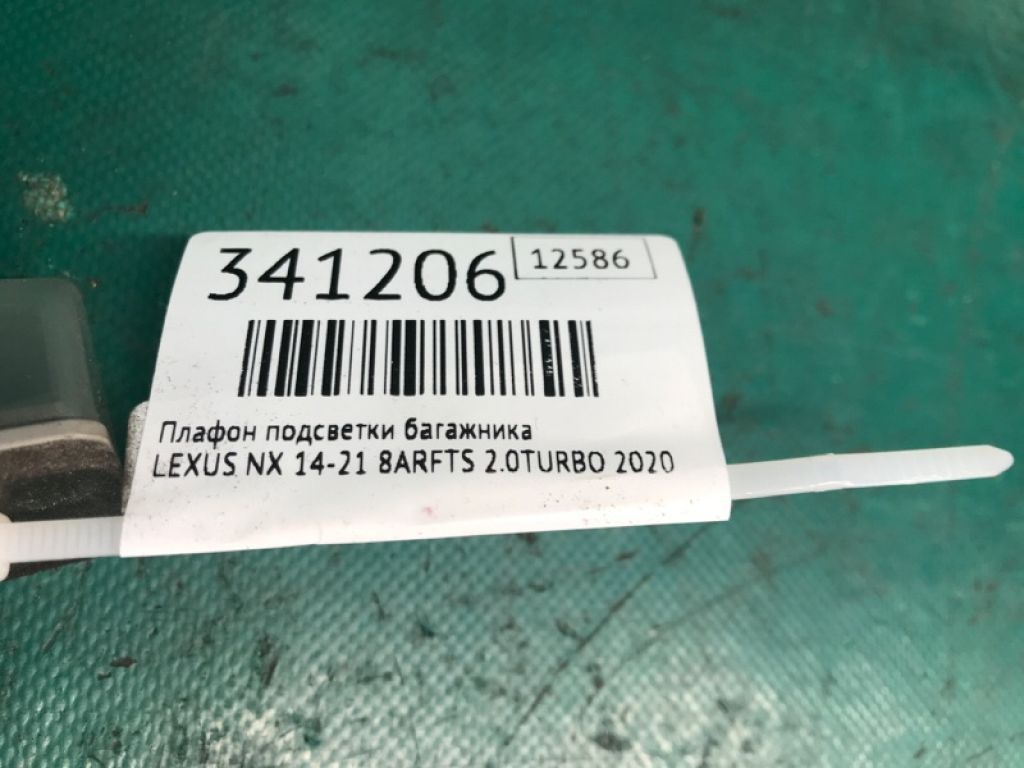 341206 12586
Плафон подсветки багажника
LEXUS NX 14-21 8ARFTS 2.0TURBO 2020